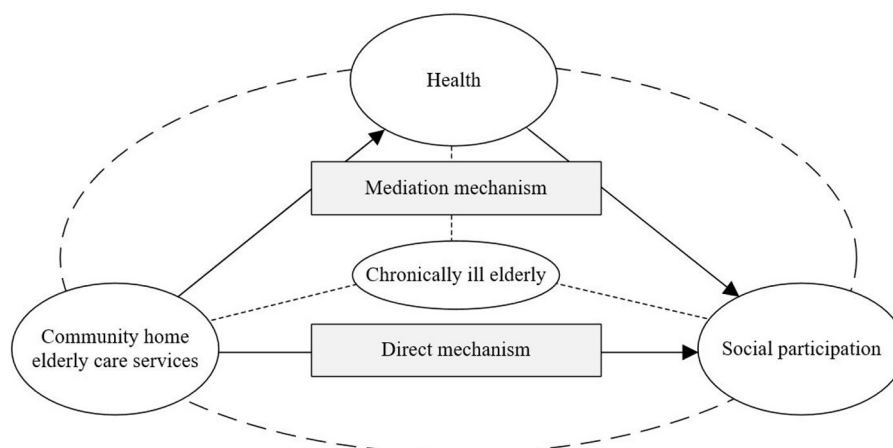 Health
Mediation mechanism
Chronically ill elderly
Community home
elderly care services
Direct mechanism
Social participation